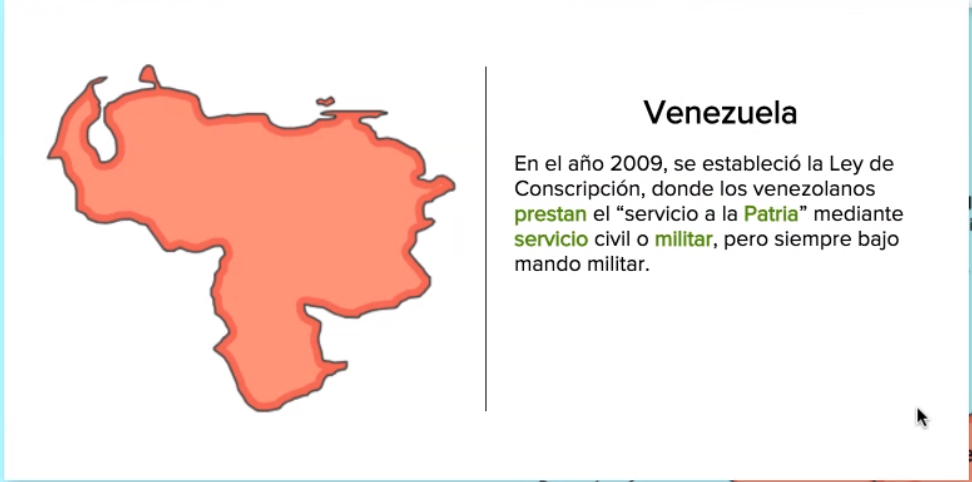 Venezuela
En el año 2009, se estableció la Ley de
Conscripción, donde los venezolanos
prestan el “servicio a la Patria” mediante
servicio civil o militar, pero siempre bajo
mando militar.